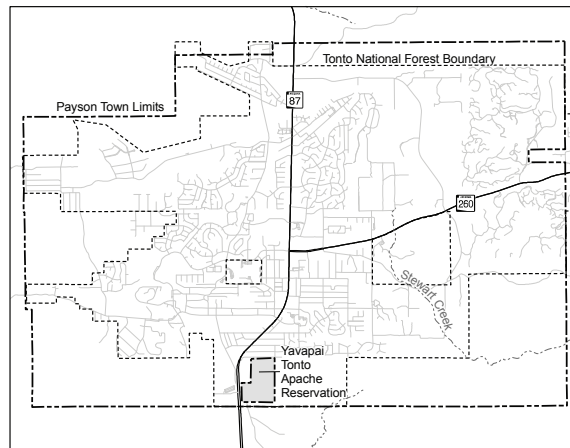 Tonto National Forest Boundary
Payson Town Limits
87
260
Stewart Creek
Yavapai
Tonto
Apache
Reservation